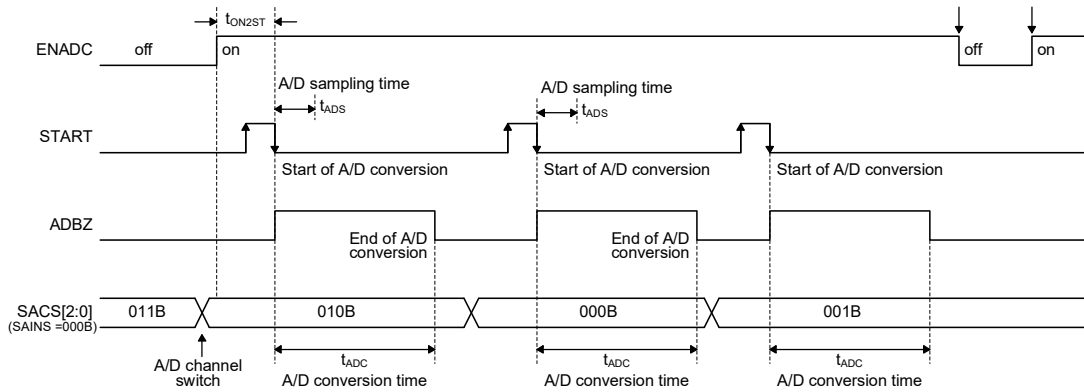 tON2ST
ENADC off on off on
A/D sampling time A/D sampling time
tADS tADS
START
Start of A/D conversion Start of A/D conversion Start of A/D conversion
ADBZ
End of A/D conversion End of A/D conversion
SACS[2:0] 011B 010B 000B 001B
(SAINS =000B)
A/D channel switch
tADC tADC tADC
A/D conversion time A/D conversion time A/D conversion time